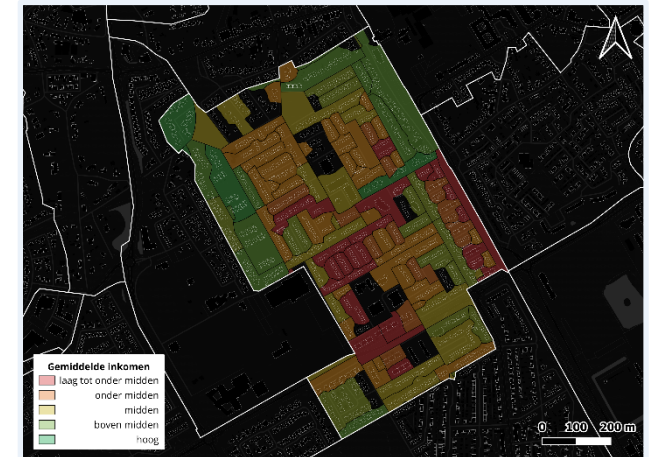 Gemiddelde inkomen
laag tot onder midden
onder midden
midden
boven midden
hoog
0 100 200 m